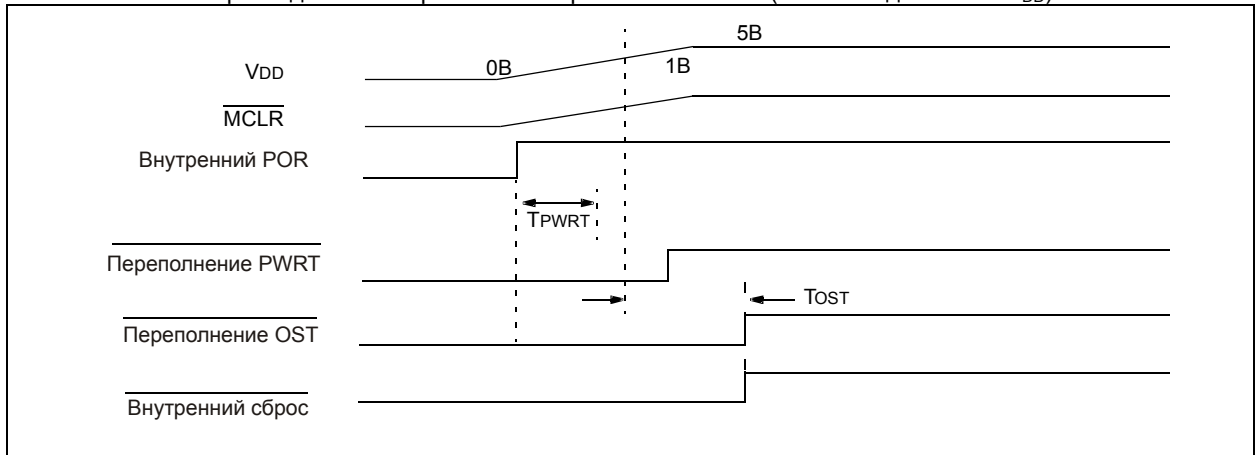 5В
VDD
0В
1В
MCLR
Внутренний POR
TPWRT
Переполнение PWRT
TOST
Переполнение OST
Внутренний сброс